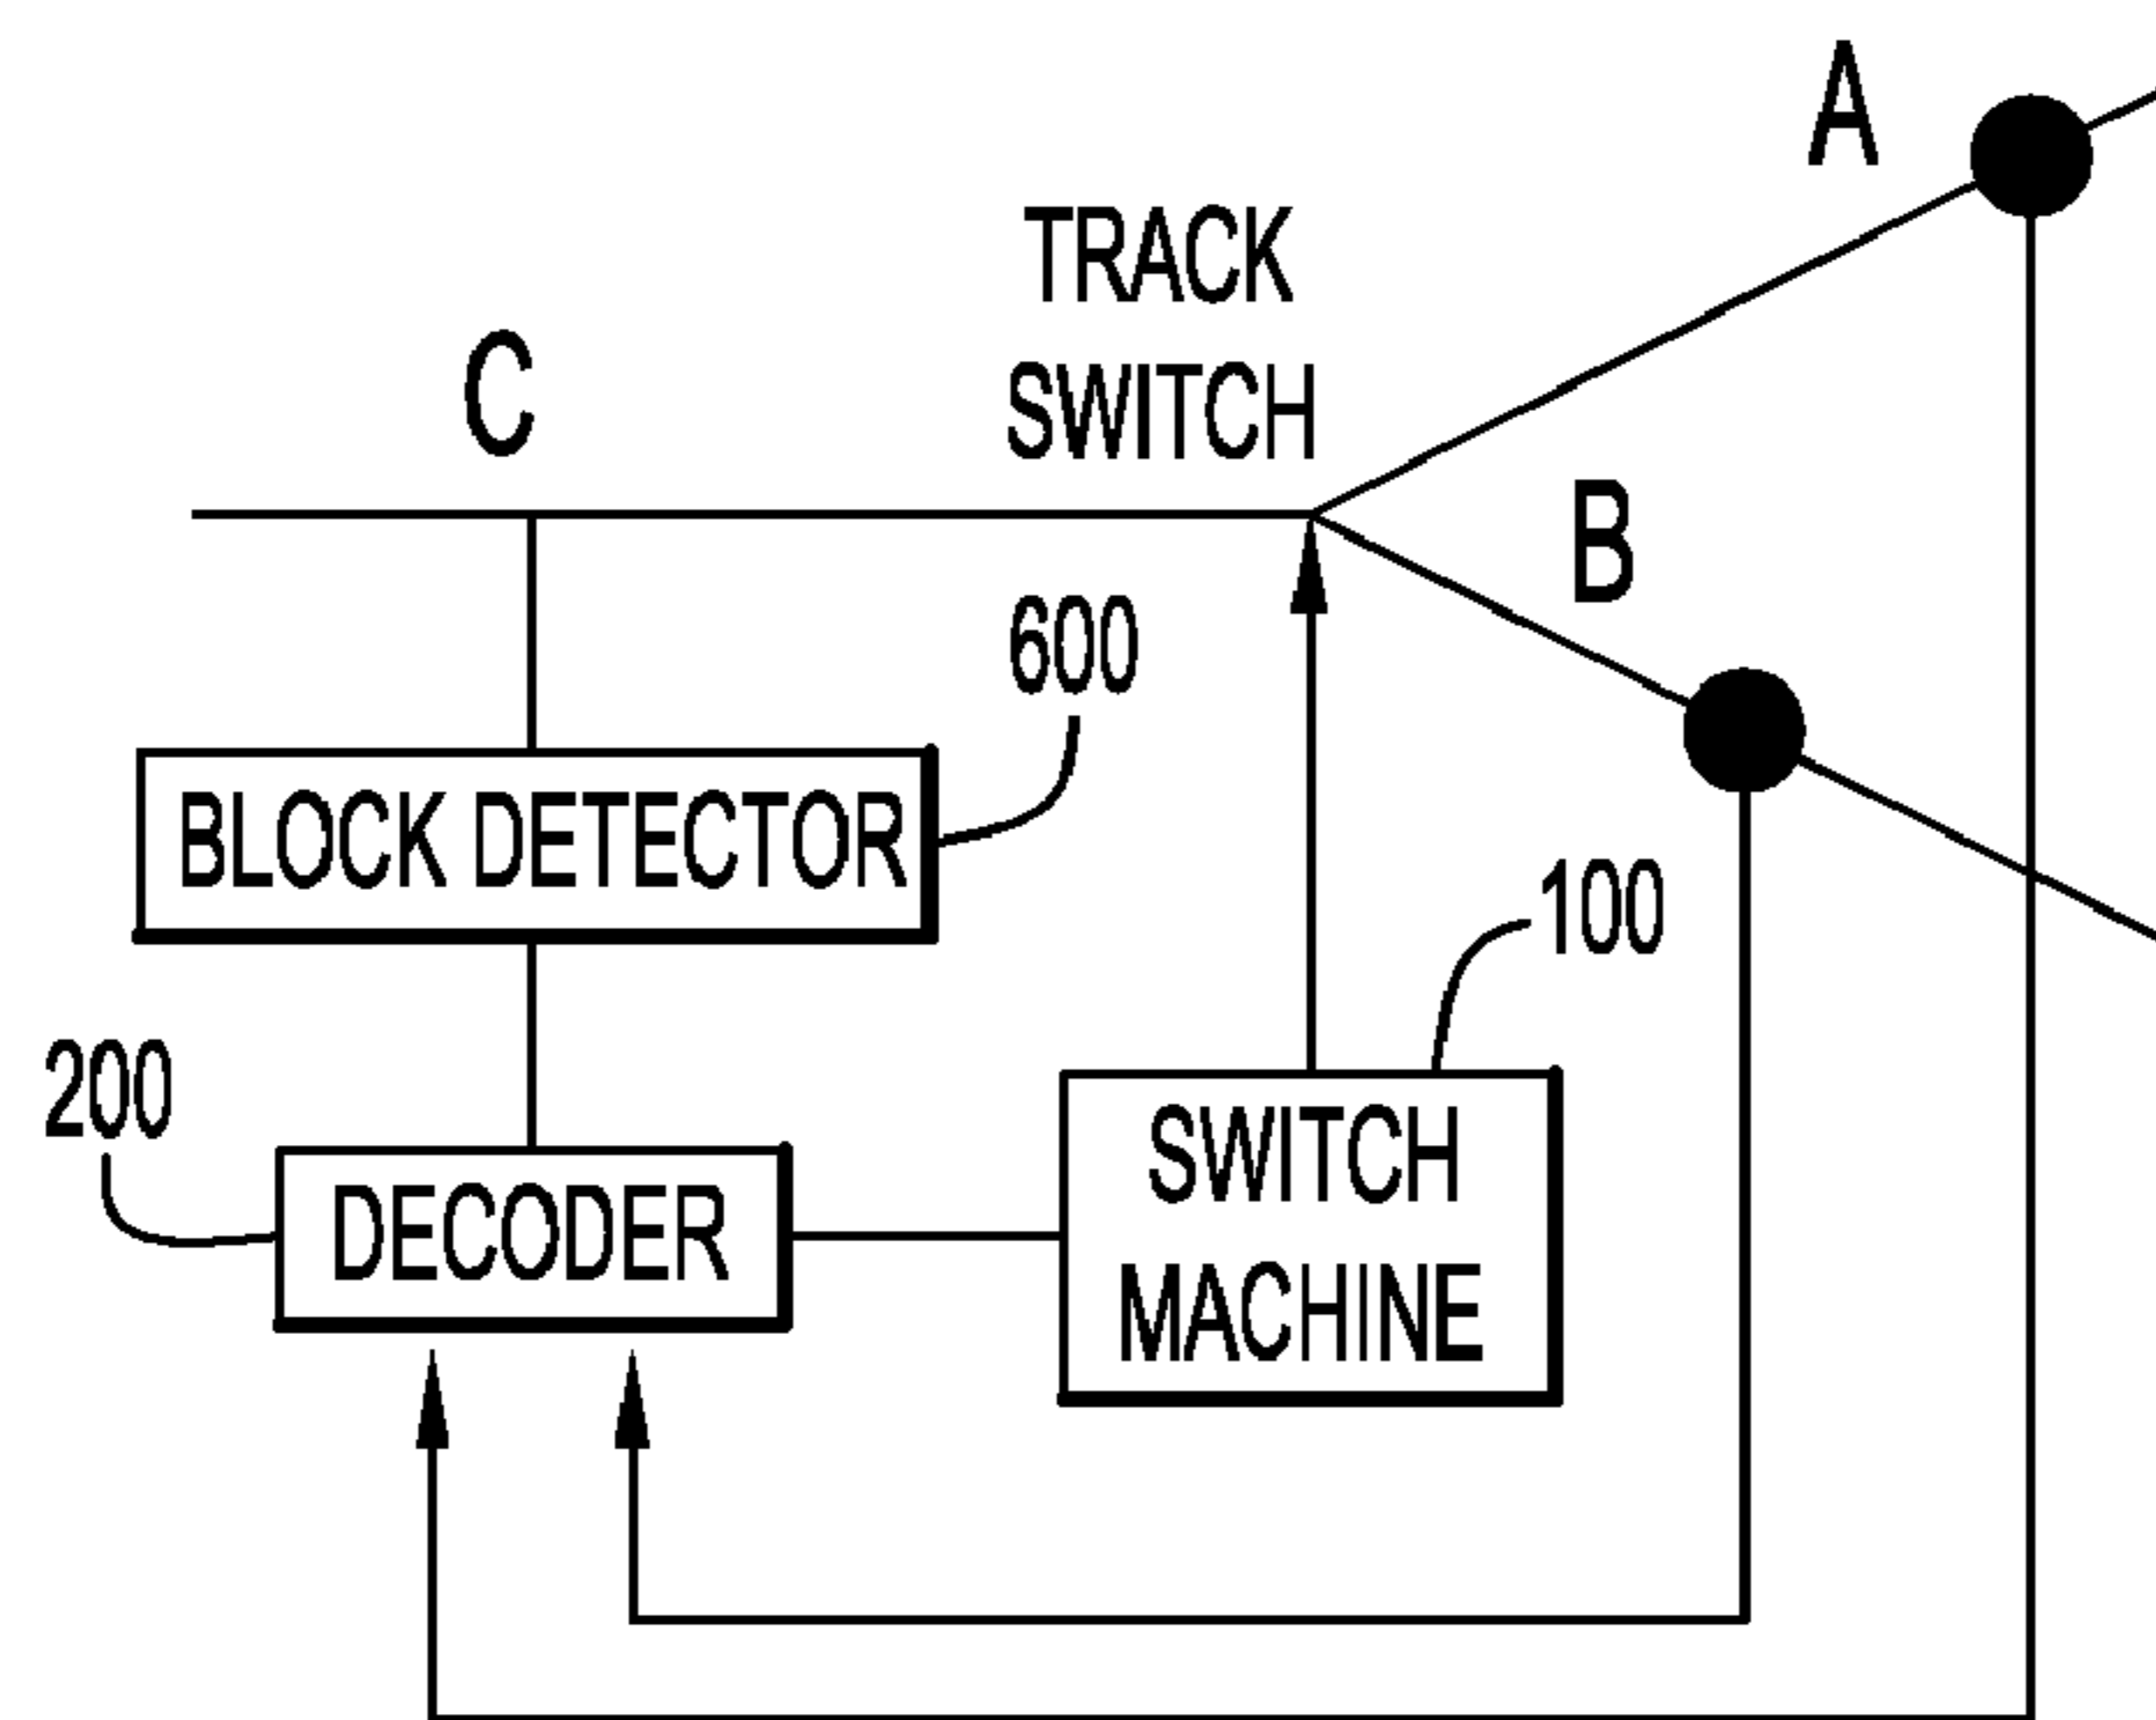 A
TRACK
SWITCH
C
B
600
BLOCK DETECTOR
100
200
DECODER
SWITCH
MACHINE